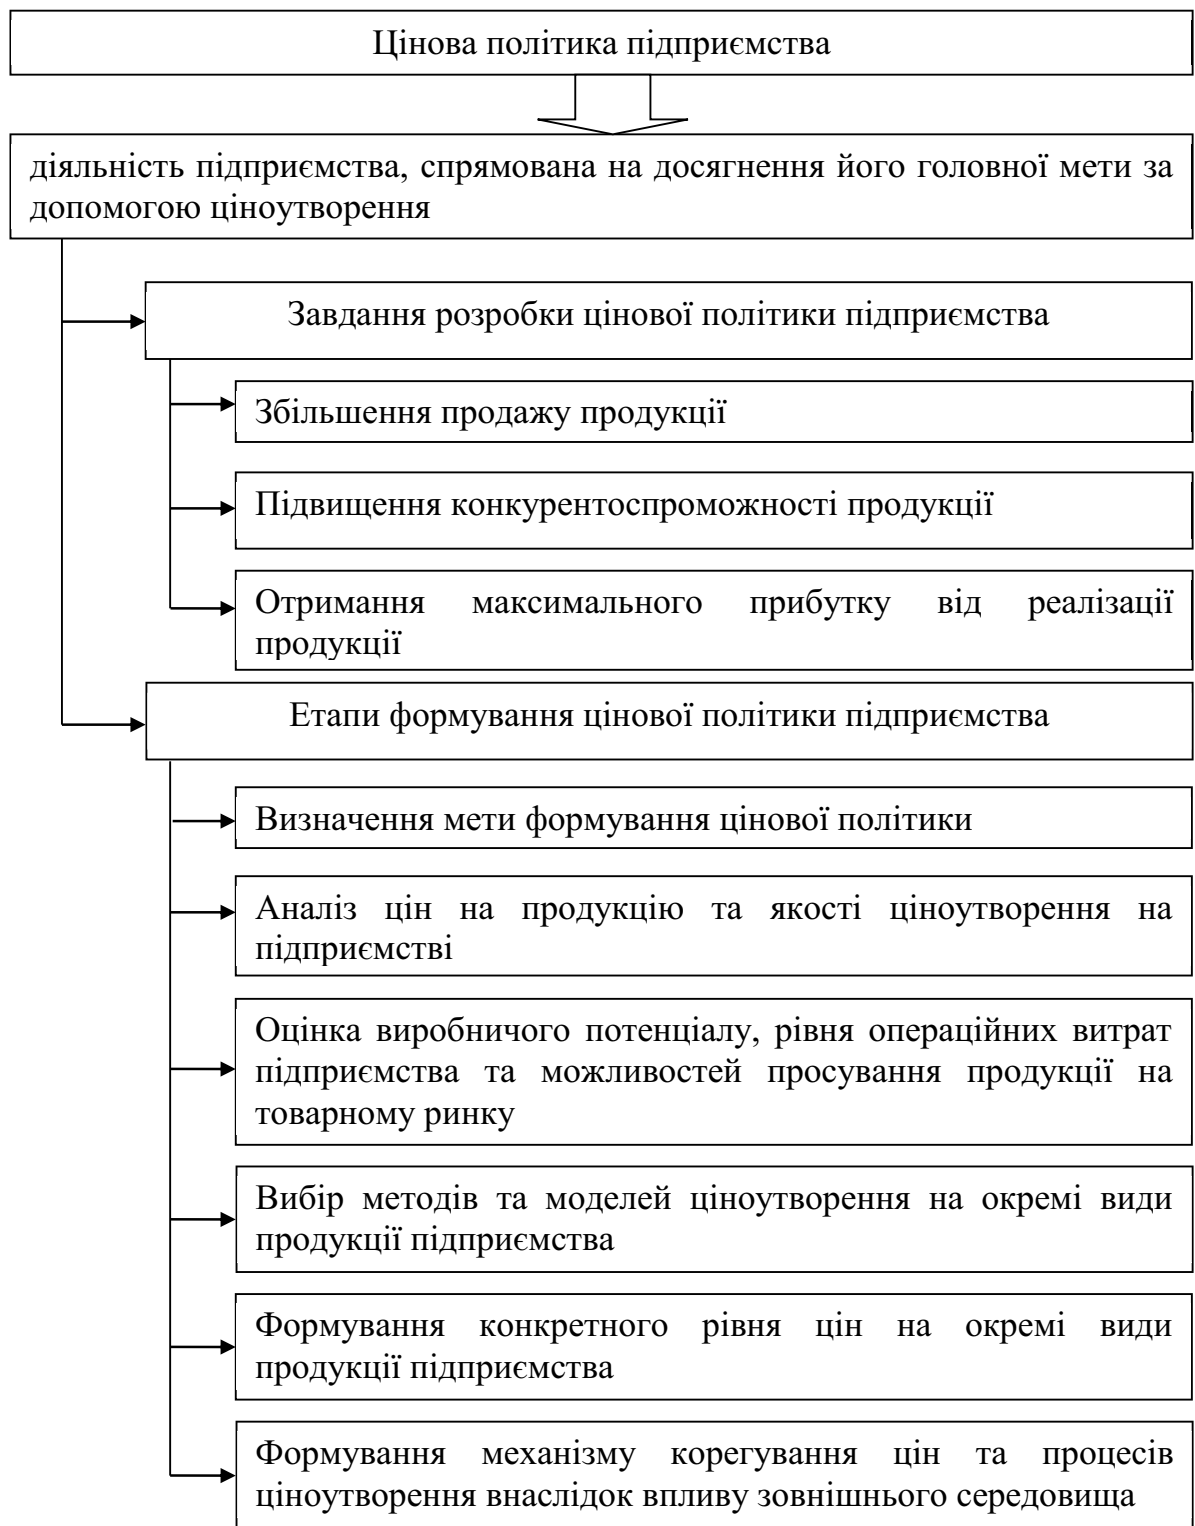 Цінова політика підприємства
діяльність підприємства, спрямована на досягнення його головної мети за
допомогою ціноутворення
Завдання розробки цінової політики підприємства
Збільшення продажу продукції
Підвищення конкурентоспроможності продукції
Отримання максимального прибутку від реалізації
продукції
Етапи формування цінової політики підприємства
Визначення мети формування цінової політики
Аналіз цін на продукцію та якості ціноутворення на
підприємстві
Оцінка виробничого потенціалу, рівня операційних витрат
підприємства та можливостей просування продукції на
товарному ринку
Вибір методів та моделей ціноутворення на окремі види
продукції підприємства
Формування конкретного рівня цін на окремі види
продукції підприємства
Формування механізму корегування цін та процесів
ціноутворення внаслідок впливу зовнішнього середовища